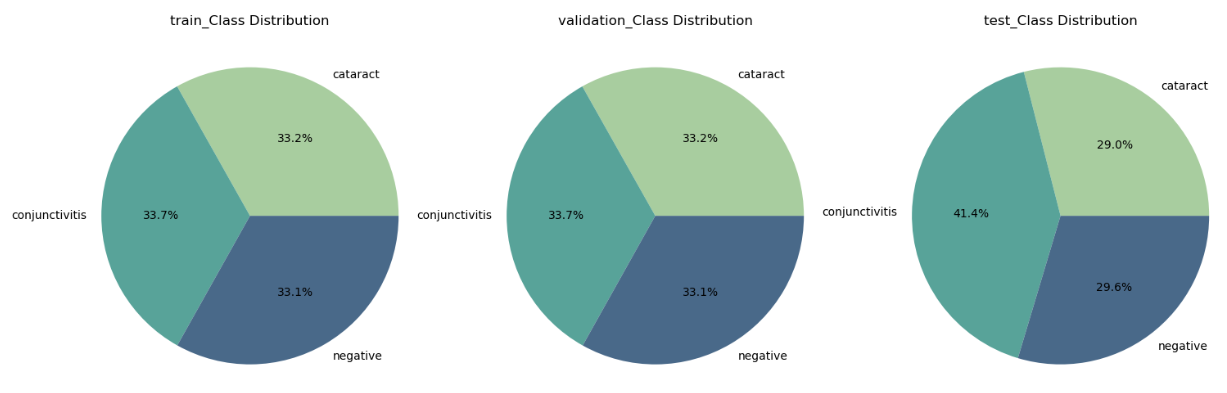 train_Class Distribution
cataract
33.2%
conjunctivitis
33.7%
33.1%
negative
validation_Class Distribution
cataract
33.2%
conjunctivitis
33.7%
33.1%
negative
test_Class Distribution
cataract
29.0%
conjunctivitis
41.4%
29.6%
negative